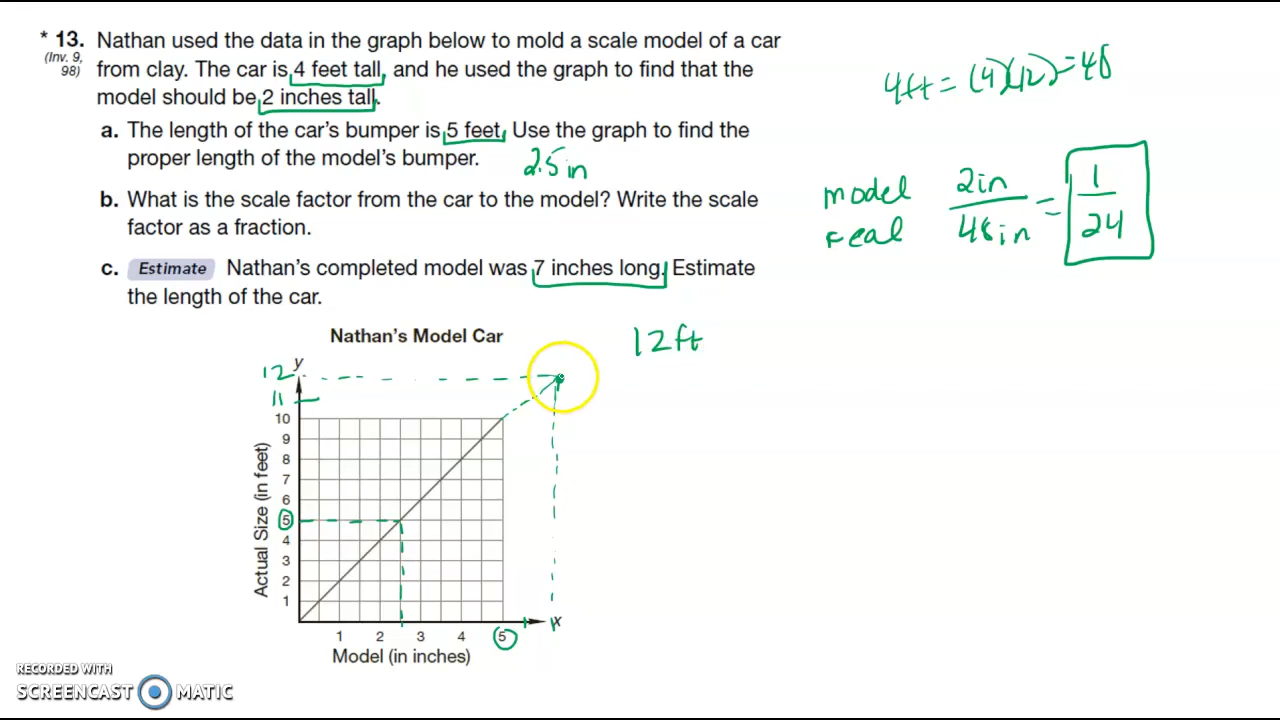 * 13. Nathan used the data in the graph below to mold a scale model of a car
(Inv. 9,
98)
from clay. The car is 4 feet tall, and he used the graph to find that the
model should be 2 inches tall.
a. The length of the car's bumper is 5 feet. Use the graph to find the
proper length of the model's bumper.
2.5 in
b. What is the scale factor from the car to the model? Write the scale
factor as a fraction.
c. Estimate Nathan's completed model was 7 inches long. Estimate
the length of the car.
4ft = (4)(12) = 48
model 2in
real 48in
= 1
24
12ft
Nathan's Model Car
y
12
11
10
9
8
7
6
5
4
3
2
1
Actual Size (in feet)
1 2 3 4 5 x
Model (in inches)
RECORDED WITH
SCREENCAST MATIC